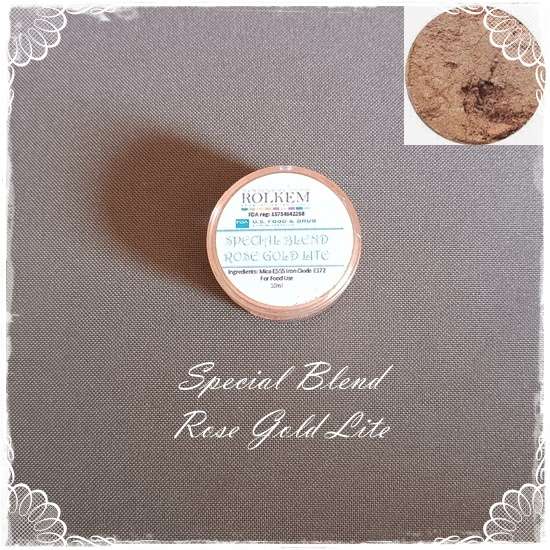 ROLKEM
FDA reg: 15734642268
FDA U.S. FOOD & DRUG
SPECIAL BLEND
ROSE GOLD LITE
Ingredients: Mica E555 Iron Oxide E172
For Food Use
10ml
Special Blend
Rose Gold Lite